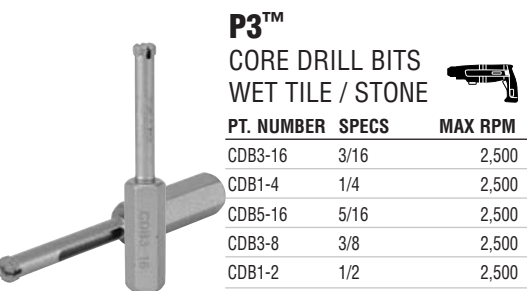 P3™
CORE DRILL BITS
WET TILE / STONE
PT. NUMBER SPECS MAX RPM
CDB3-16 3/16 2,500
CDB1-4 1/4 2,500
CDB5-16 5/16 2,500
CDB3-8 3/8 2,500
CDB1-2 1/2 2,500
CDB3-16